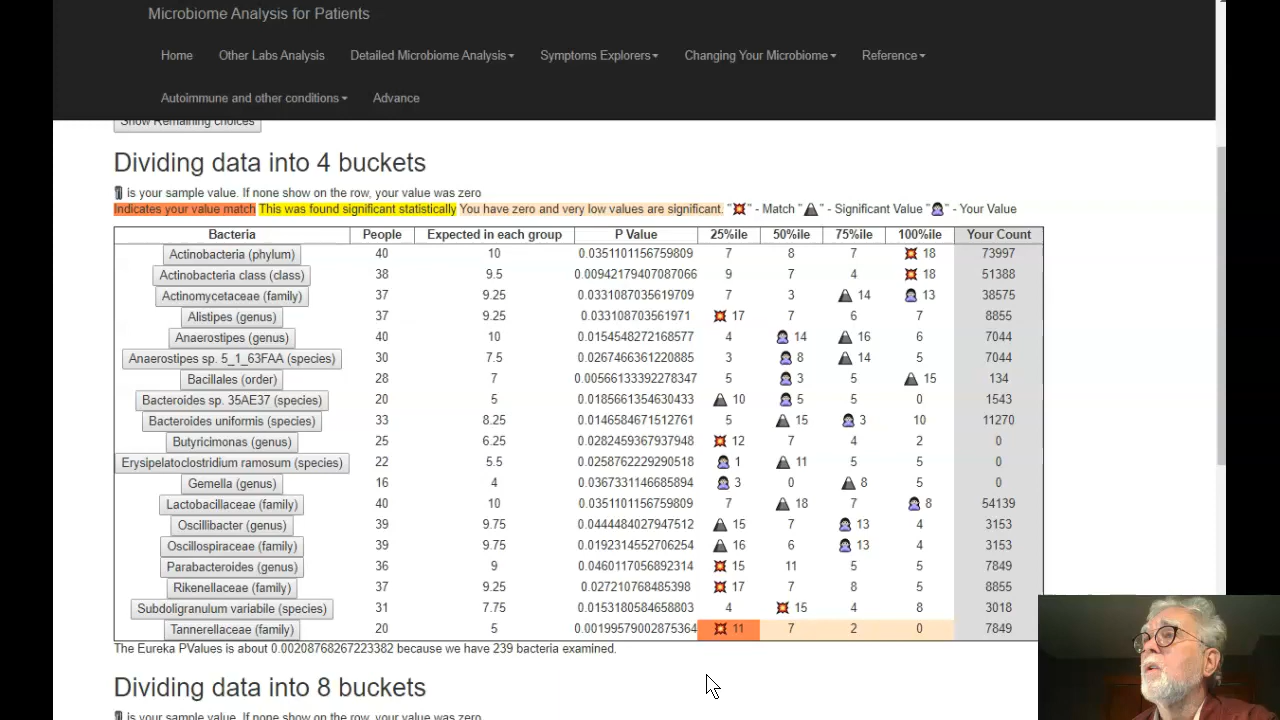 Microbiome Analysis for Patients
Home Other Labs Analysis Detailed Microbiome Analysis Symptoms Explorers Changing Your Microbiome Reference
Autoimmune and other conditions Advance
Show Remaining choices
Dividing data into 4 buckets
is your sample value. If none show on the row, your value was zero
Indicates your value match This was found significant statistically You have zero and very low values are significant. "💥" - Match "⛰" - Significant Value "🙎" - Your Value
Bacteria People Expected in each group P Value 25%ile 50%ile 75%ile 100%ile Your Count
Actinobacteria (phylum) 40 10 0.0351101156759809 7 8 7 💥 18 73997
Actinobacteria class (class) 38 9.5 0.00942179407087066 9 7 4 💥 18 51388
Actinomycetaceae (family) 37 9.25 0.0331087035619709 7 3 ⛰ 14 🙎 13 38575
Alistipes (genus) 37 9.25 0.033108703561971 💥 17 7 6 7 8855
Anaerostipes (genus) 40 10 0.0154548272168577 4 🙎 14 ⛰ 16 6 7044
Anaerostipes sp. 5_1_63FAA (species) 30 7.5 0.0267466361220885 3 🙎 8 ⛰ 14 5 7044
Bacillales (order) 28 7 0.00566133392278347 5 🙎 3 5 ⛰ 15 134
Bacteroides sp. 35AE37 (species) 20 5 0.0185661354630433 ⛰ 10 🙎 5 5 0 1543
Bacteroides uniformis (species) 33 8.25 0.0146584671512761 5 ⛰ 15 🙎 3 10 11270
Butyricimonas (genus) 25 6.25 0.0282459367937948 💥 12 7 4 2 0
Erysipelatoclostridium ramosum (species) 22 5.5 0.0258762229290518 🙎 1 ⛰ 11 5 5 0
Gemella (genus) 16 4 0.0367331146685894 🙎 3 0 ⛰ 8 5 0
Lactobacillaceae (family) 40 10 0.0351101156759809 7 ⛰ 18 7 🙎 8 54139
Oscillibacter (genus) 39 9.75 0.0444484027947512 ⛰ 15 7 🙎 13 4 3153
Oscillospiraceae (family) 39 9.75 0.0192314552706254 ⛰ 16 6 🙎 13 4 3153
Parabacteroides (genus) 36 9 0.0460117056892314 💥 15 11 5 5 7849
Rikenellaceae (family) 37 9.25 0.027210768485398 💥 17 7 8 5 8855
Subdoligranulum variabile (species) 31 7.75 0.0153180584658803 4 💥 15 4 8 3018
Tannerellaceae (family) 20 5 0.00199579002875364 💥 11 7 2 0 7849
The Eureka PValues is about 0.00208768267223382 because we have 239 bacteria examined.
Dividing data into 8 buckets
is your sample value. If none show on the row, your value was zero